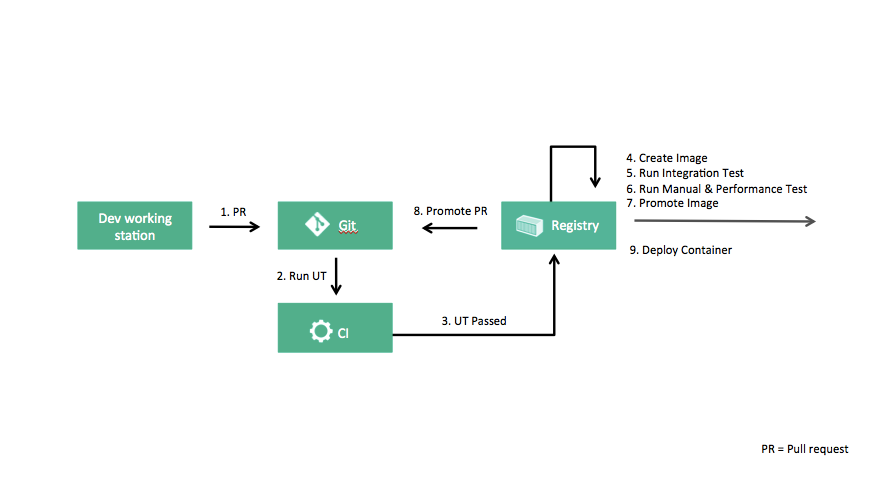 4. Create Image
5. Run Integration Test
6. Run Manual & Performance Test
7. Promote Image
Dev working
station
1. PR
Git
8. Promote PR
Registry
9. Deploy Container
2. Run UT
CI
3. UT Passed
PR = Pull request